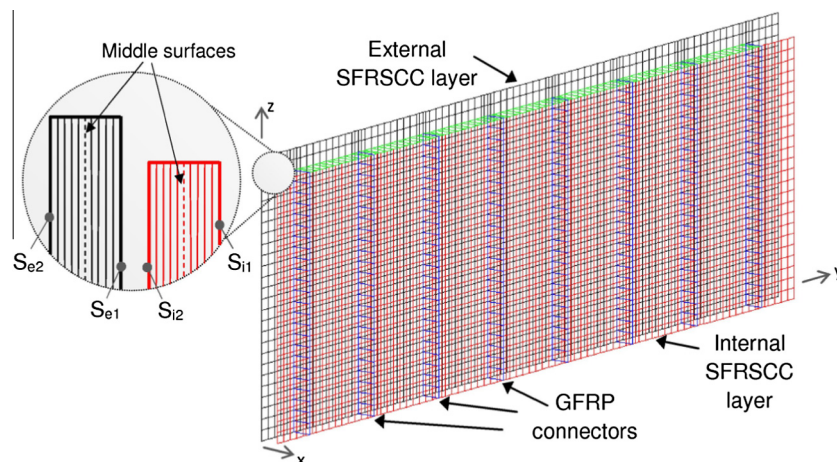 Middle surfaces
External
SFRSCC layer
z
Se2
Se1
Si2
Si1
y
Internal
SFRSCC
layer
GFRP
connectors
x